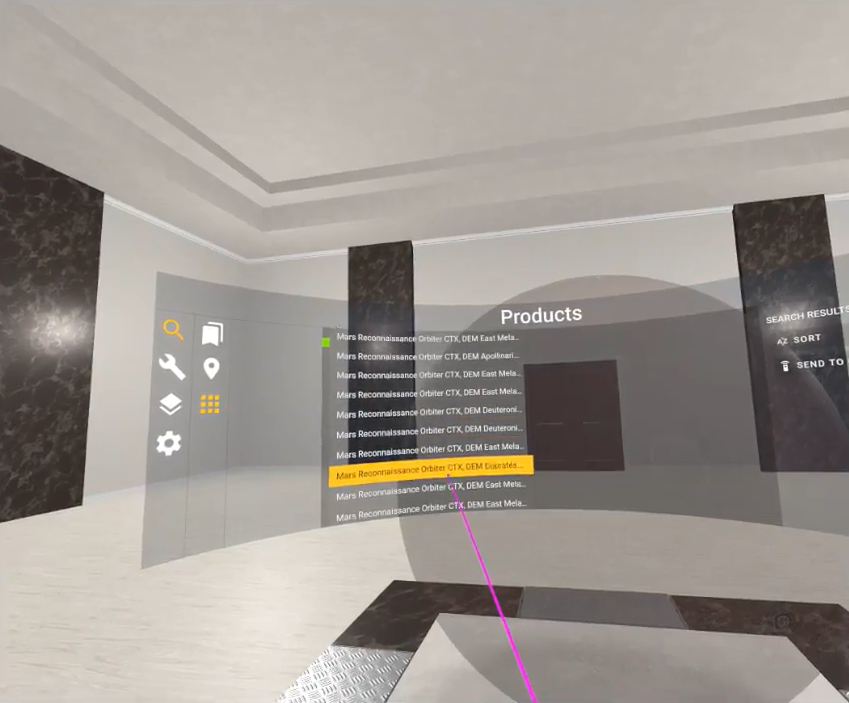 Products
Mars Reconnaissance Orbiter CTX, DEM East Mela...
Mars Reconnaissance Orbiter CTX, DEM Apollinari...
Mars Reconnaissance Orbiter CTX, DEM East Mela...
Mars Reconnaissance Orbiter CTX, DEM East Mela...
Mars Reconnaissance Orbiter CTX, DEM Deuteroni...
Mars Reconnaissance Orbiter CTX, DEM Deuteroni...
Mars Reconnaissance Orbiter CTX, DEM East Mela...
Mars Reconnaissance Orbiter CTX, DEM Coprates...
Mars Reconnaissance Orbiter CTX, DEM East Mela...
Mars Reconnaissance Orbiter CTX, DEM East Mela...
SEARCH RESULTS
SORT
SEND TO